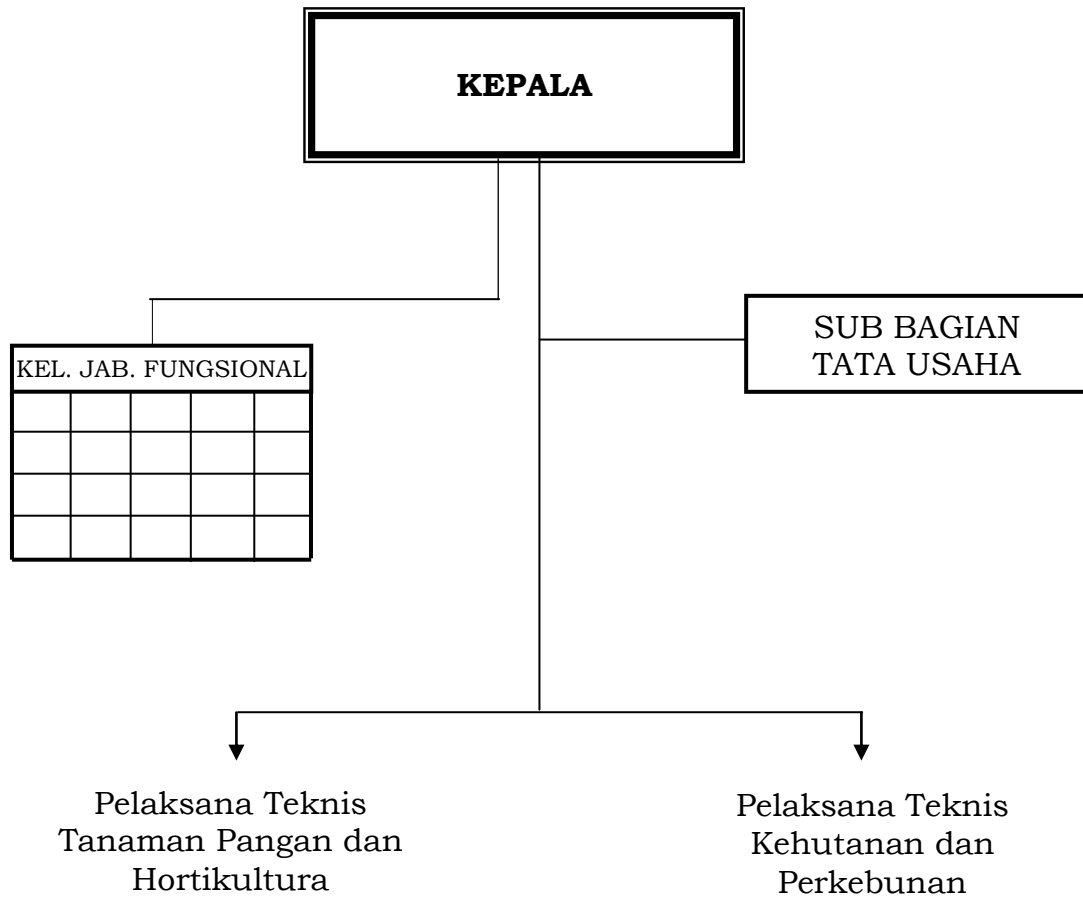 KEPALA
SUB BAGIAN
TATA USAHA
KEL. JAB. FUNGSIONAL
Pelaksana Teknis
Tanaman Pangan dan
Hortikultura
Pelaksana Teknis
Kehutanan dan
Perkebunan